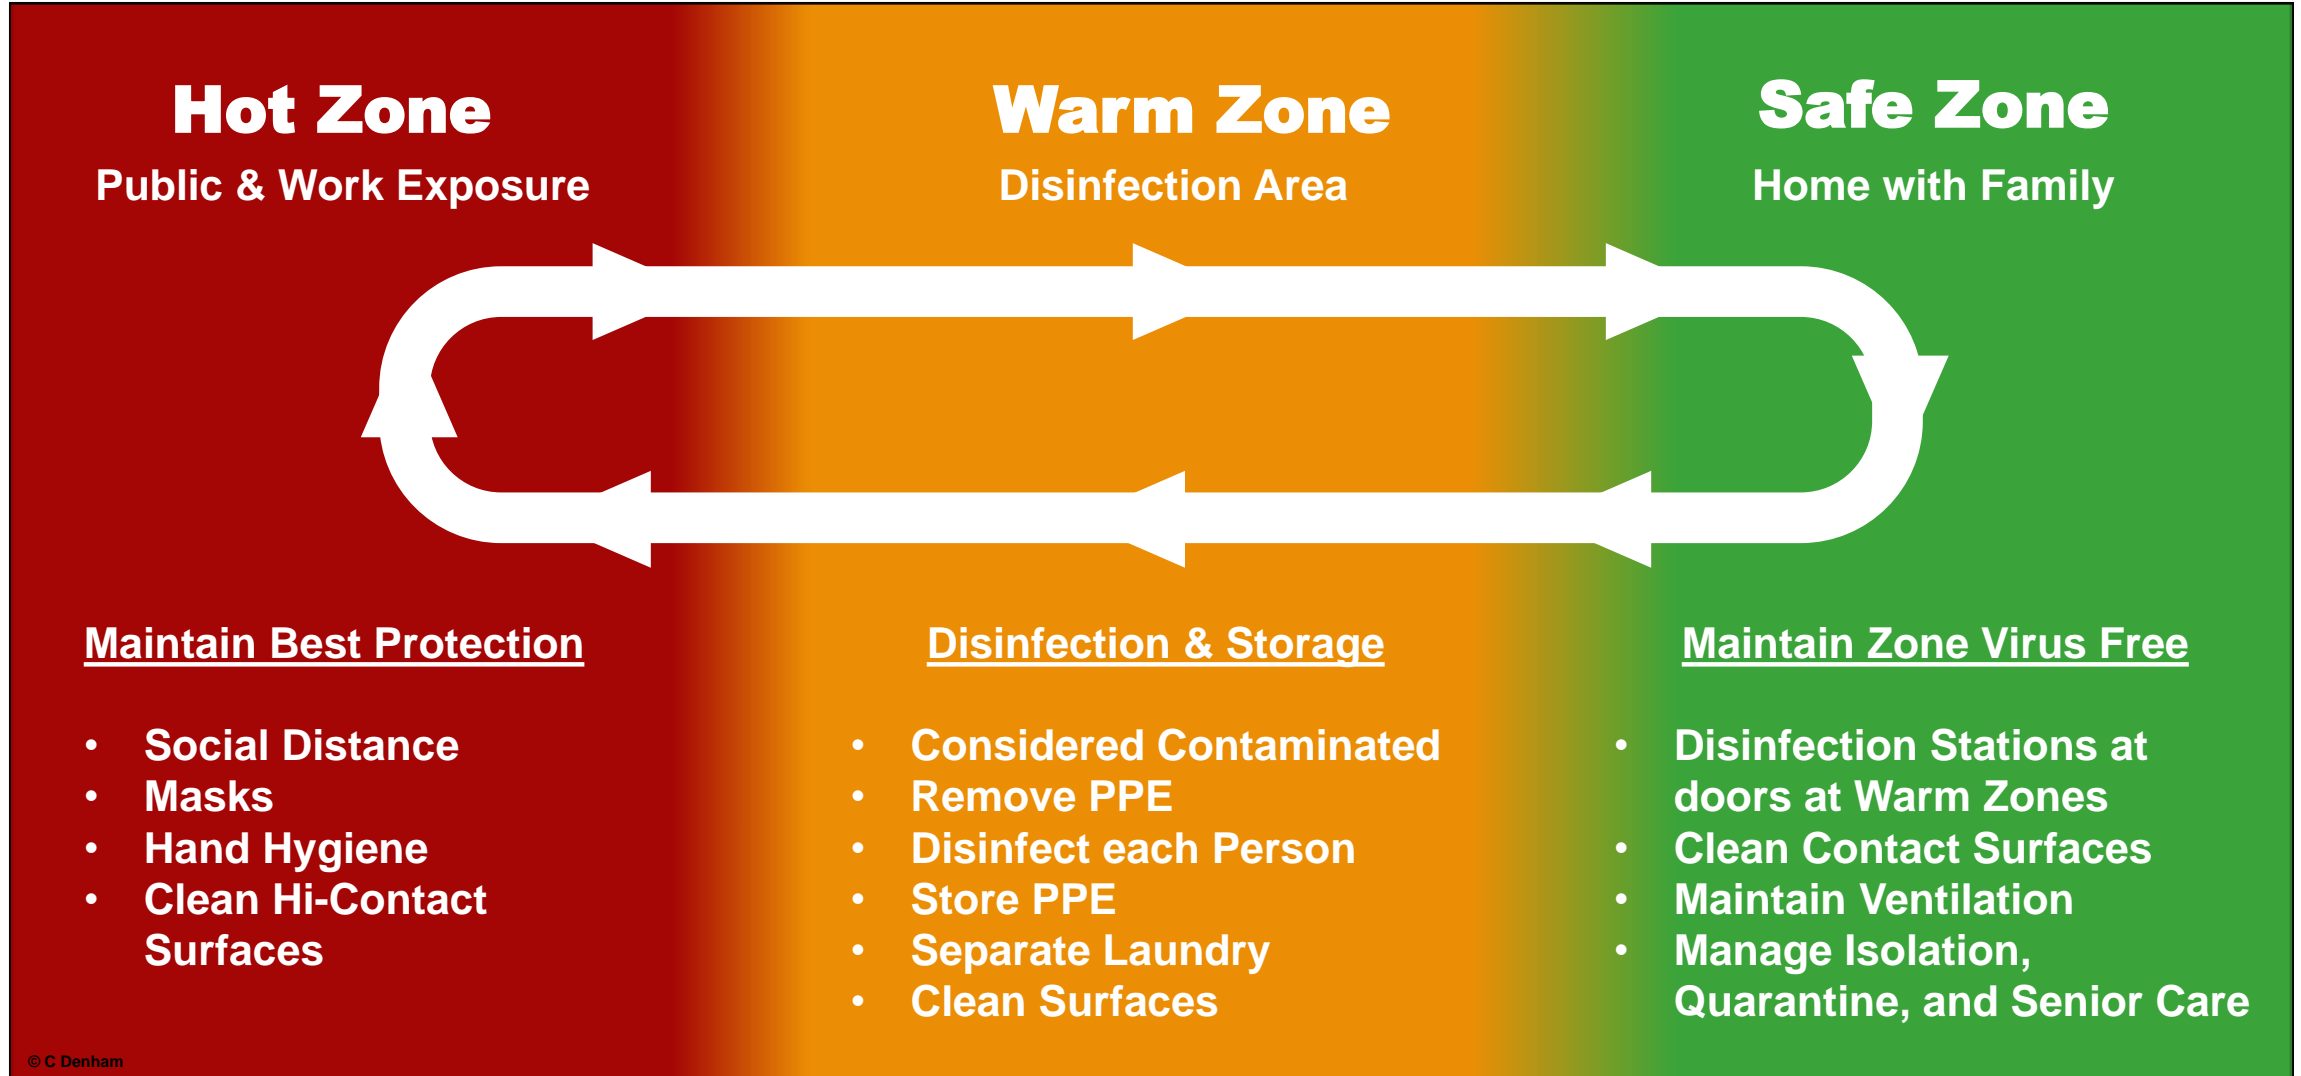 Hot Zone
Public & Work Exposure
Warm Zone
Disinfection Area
Safe Zone
Home with Family
Maintain Best Protection
• Social Distance
• Masks
• Hand Hygiene
• Clean Hi-Contact
Surfaces
Disinfection & Storage
• Considered Contaminated
• Remove PPE
• Disinfect each Person
• Store PPE
• Separate Laundry
• Clean Surfaces
Maintain Zone Virus Free
• Disinfection Stations at
doors at Warm Zones
• Clean Contact Surfaces
• Maintain Ventilation
• Manage Isolation,
Quarantine, and Senior Care
© C Denham